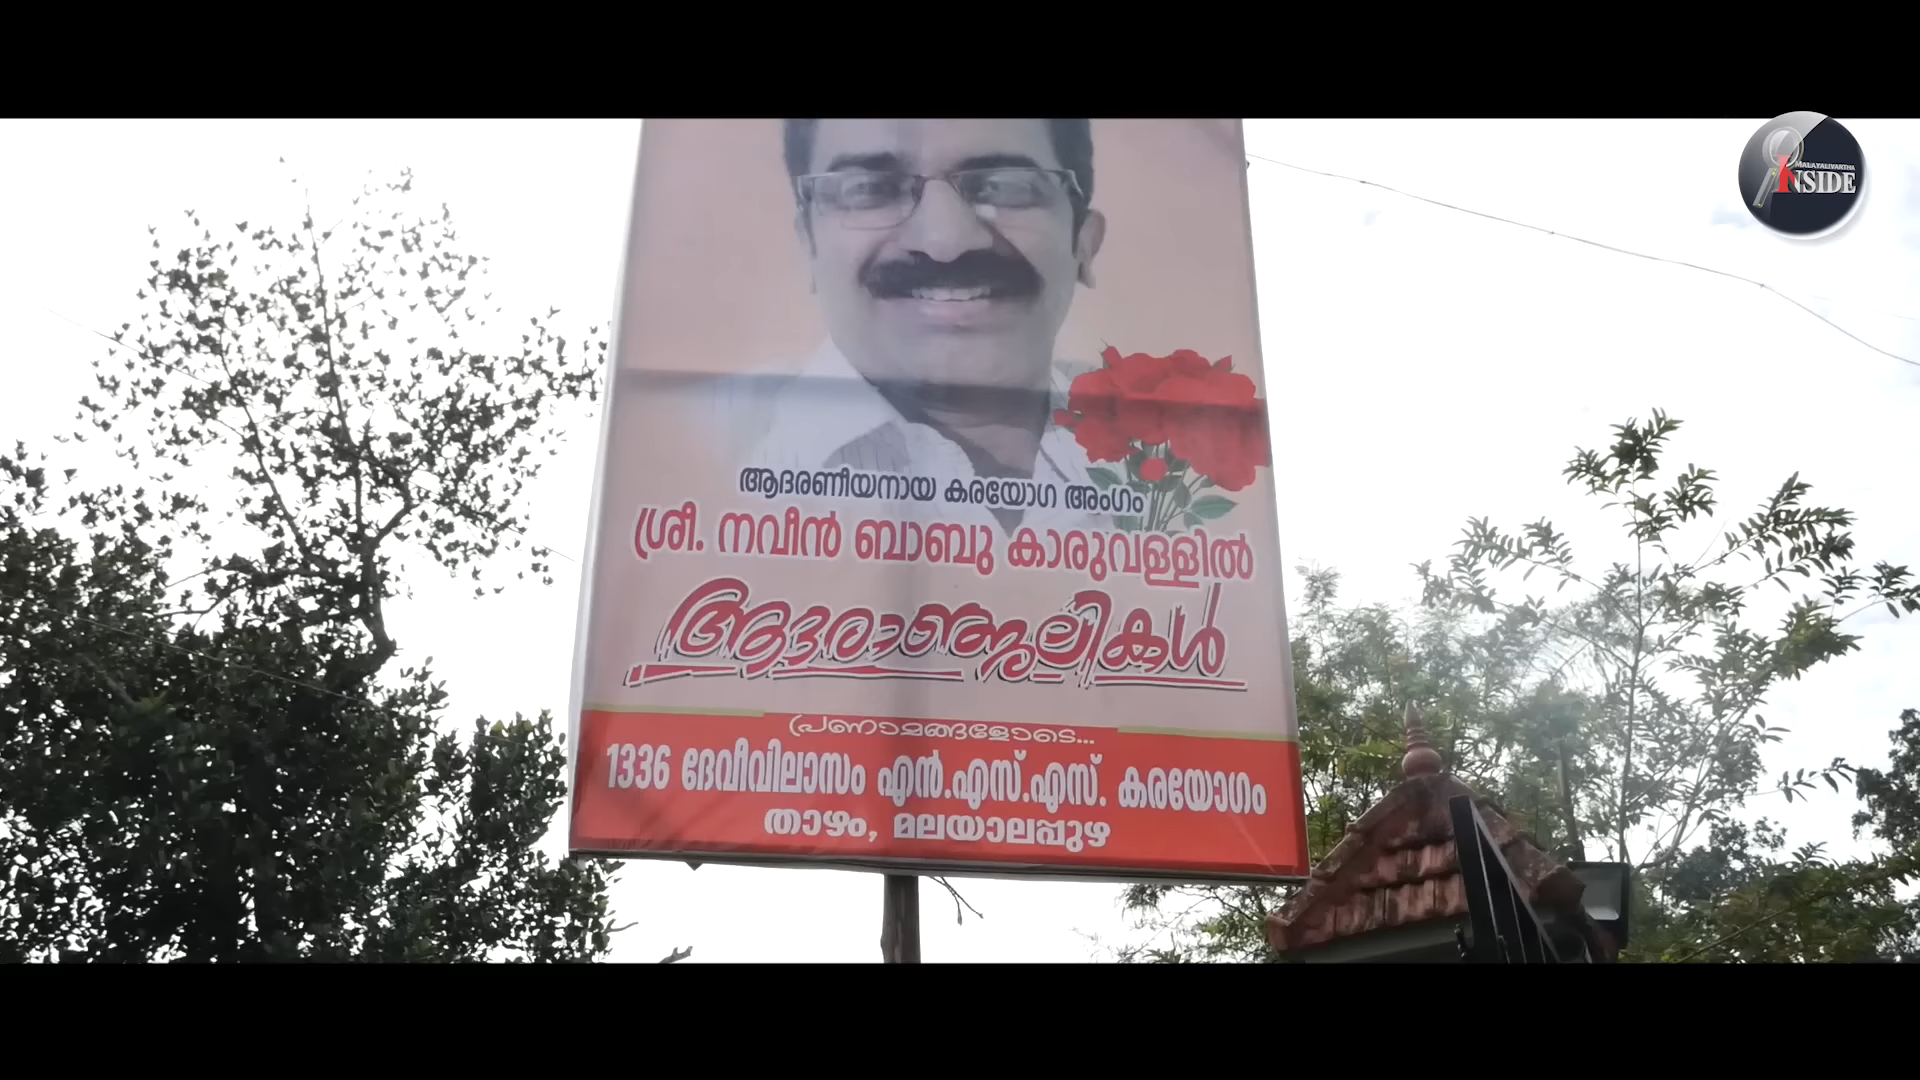 MALAYALIVARTHA
INSIDE
ആദരണീയനായ കരയോഗ അംഗം
ശ്രീ. നവീൻ ബാബു കാരുവള്ളിൽ
ആദരാഞ്ജലികൾ
പ്രണാമങ്ങളോടെ...
1336 ദേവീവിലാസം എൻ.എസ്.എസ്. കരയോഗം
താഴം, മലയാലപ്പുഴ